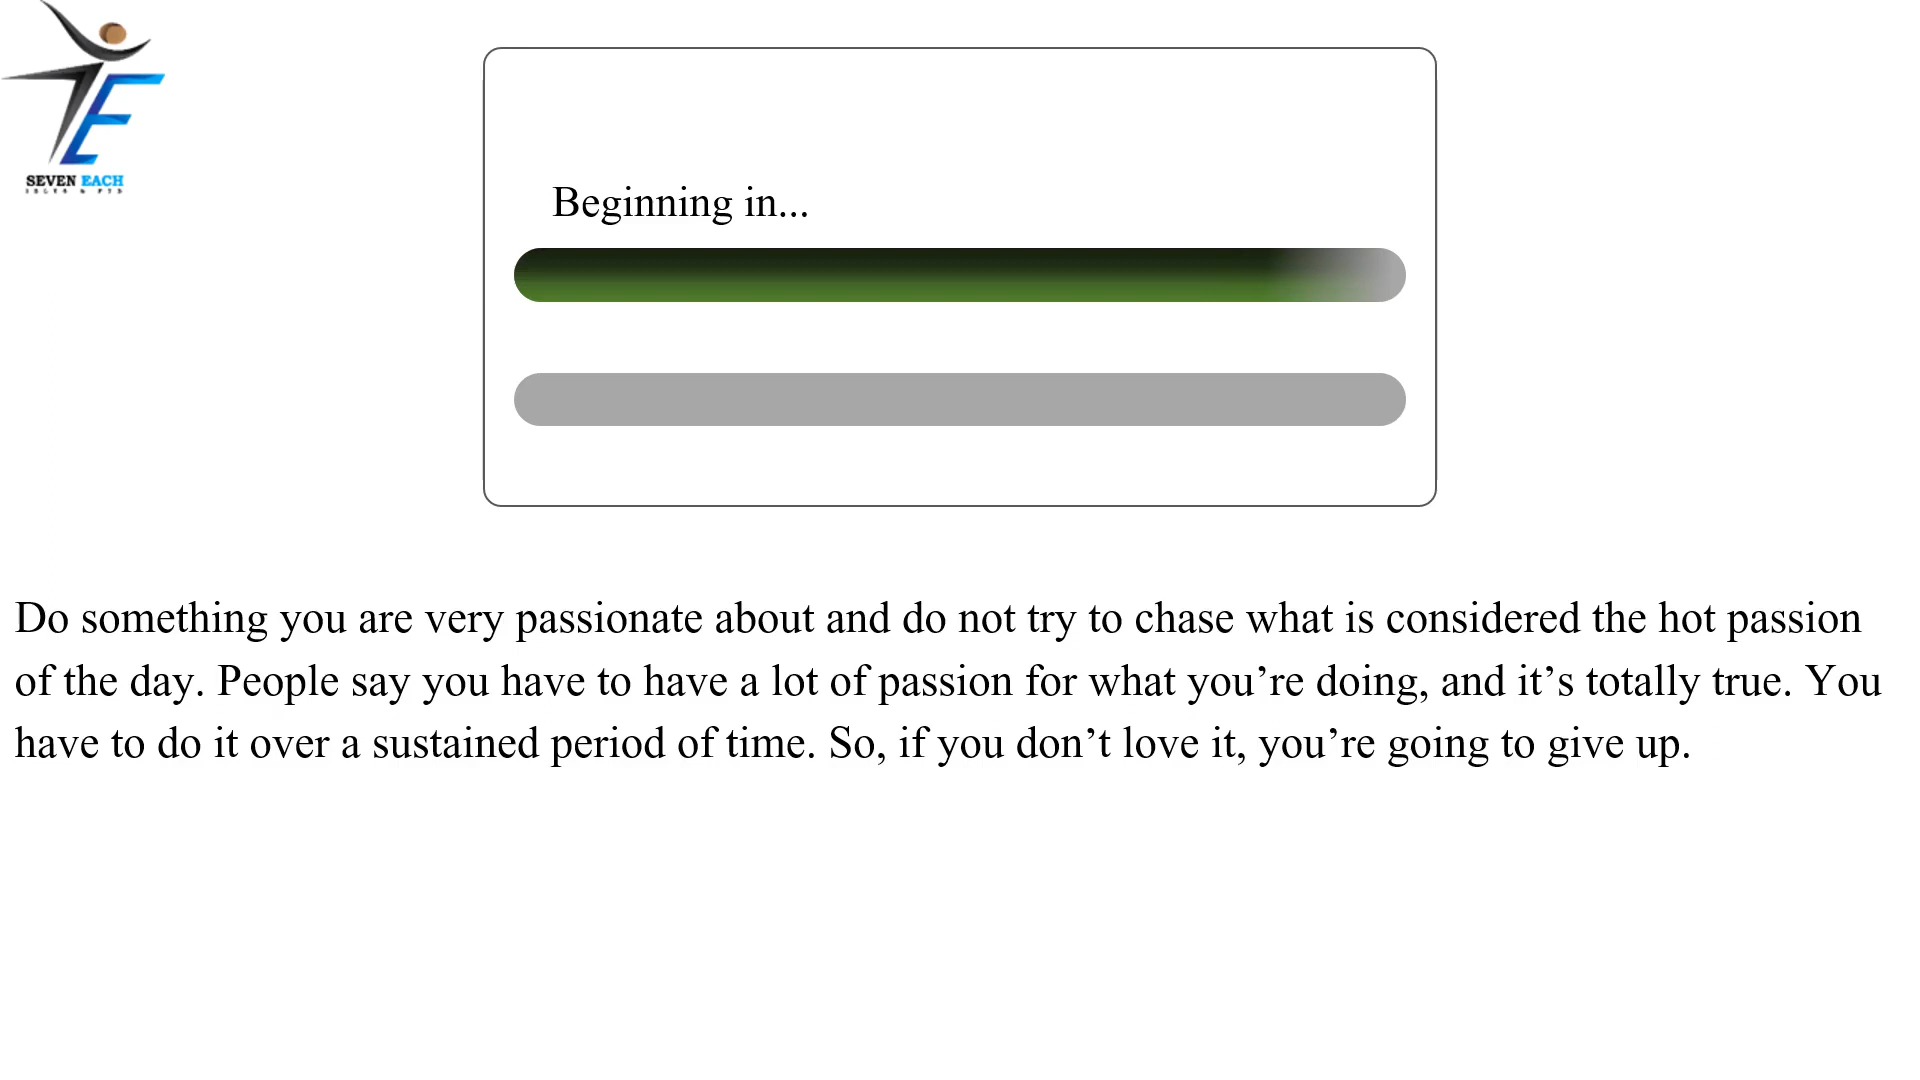 SEVEN EACH
IELTS & PTE
Beginning in...
Do something you are very passionate about and do not try to chase what is considered the hot passion
of the day. People say you have to have a lot of passion for what you’re doing, and it’s totally true. You
have to do it over a sustained period of time. So, if you don’t love it, you’re going to give up.